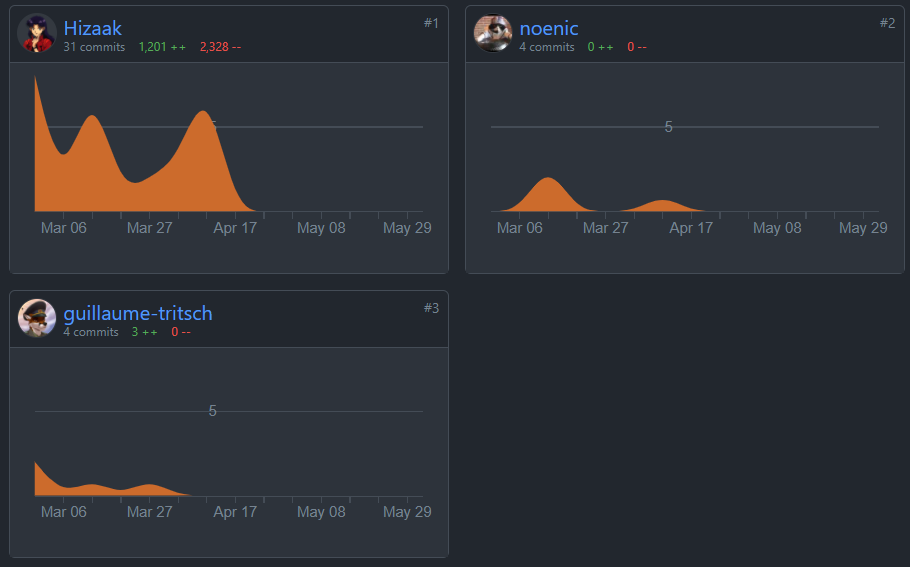 Hizaak #1
31 commits 1,201 ++ 2,328 --
5
Mar 06 Mar 27 Apr 17 May 08 May 29
noenic #2
4 commits 0 ++ 0 --
5
Mar 06 Mar 27 Apr 17 May 08 May 29
guillaume-tritsch #3
4 commits 3 ++ 0 --
5
Mar 06 Mar 27 Apr 17 May 08 May 29